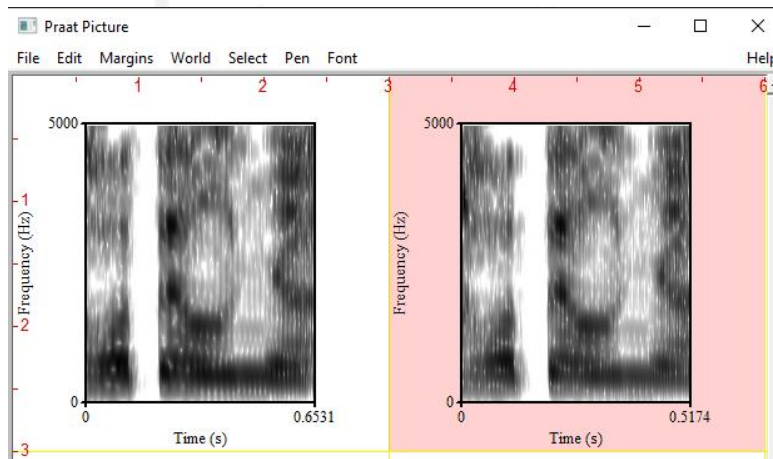 Praat Picture
File Edit Margins World Select Pen Font Help
1 2 3 4 5 6
5000 5000
1
Frequency (Hz) Frequency (Hz)
2
0 0
0 0.6531 0 0.5174
Time (s) Time (s)
3